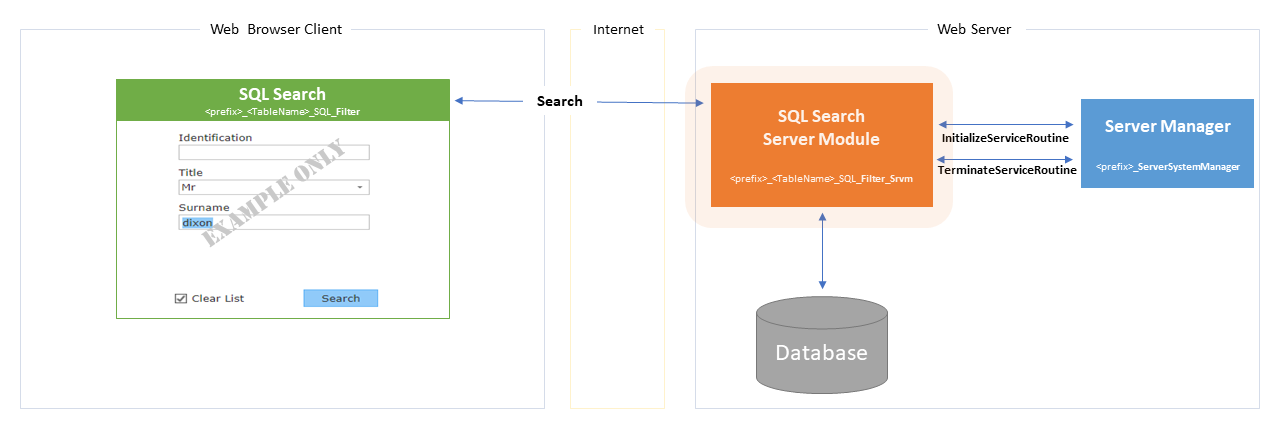 Web Browser Client
Internet
Web Server
SQL Search
<prefix>_<TableName>_SQL_Filter
Identification
Title
Mr
Surname
dixon
EXAMPLE ONLY
Clear List
Search
Search
SQL Search
Server Module
<prefix>_<TableName>_SQL_Filter_Srvm
InitializeServiceRoutine
TerminateServiceRoutine
Server Manager
<prefix>_ServerSystemManager
Database